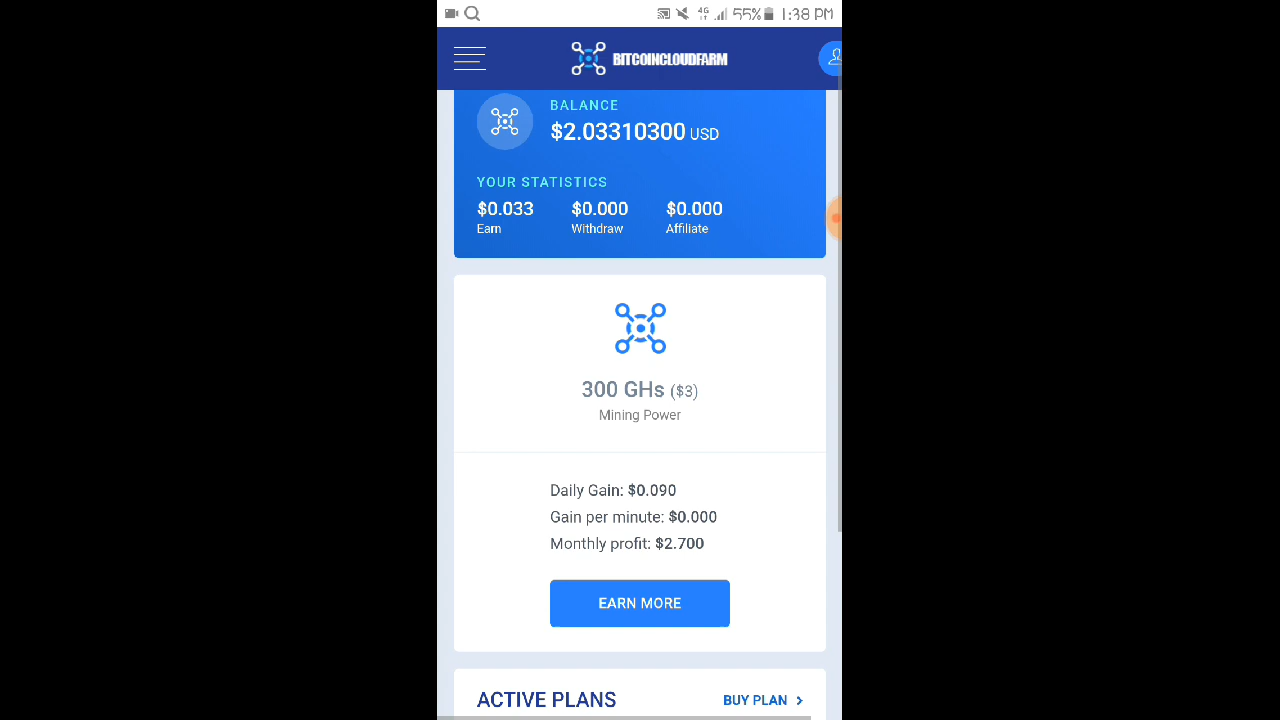 4G 55% 1:38 PM
BITCOINCLOUDFARM
BALANCE
$2.03310300 USD
YOUR STATISTICS
$0.033 $0.000 $0.000
Earn Withdraw Affiliate
300 GHs ($3)
Mining Power
Daily Gain: $0.090
Gain per minute: $0.000
Monthly profit: $2.700
EARN MORE
ACTIVE PLANS BUY PLAN